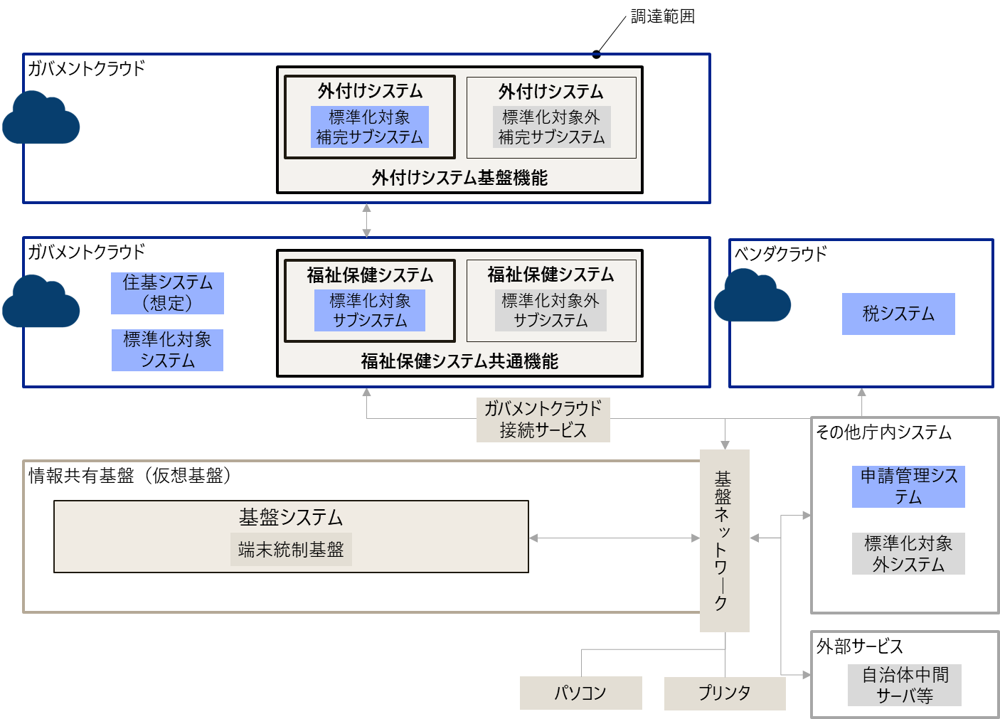 調達範囲
ガバメントクラウド
外付けシステム
標準化対象
補完サブシステム
外付けシステム
標準化対象外
補完サブシステム
外付けシステム基盤機能
ガバメントクラウド
住基システム
（想定）
標準化対象
システム
福祉保健システム
標準化対象
サブシステム
福祉保健システム
標準化対象外
サブシステム
福祉保健システム共通機能
ベンダクラウド
税システム
ガバメントクラウド
接続サービス
その他庁内システム
申請管理シス
テム
標準化対象
外システム
情報共有基盤（仮想基盤）
基盤システム
端末統制基盤
基盤ネットワーク
外部サービス
自治体中間
サーバ等
パソコン
プリンタ